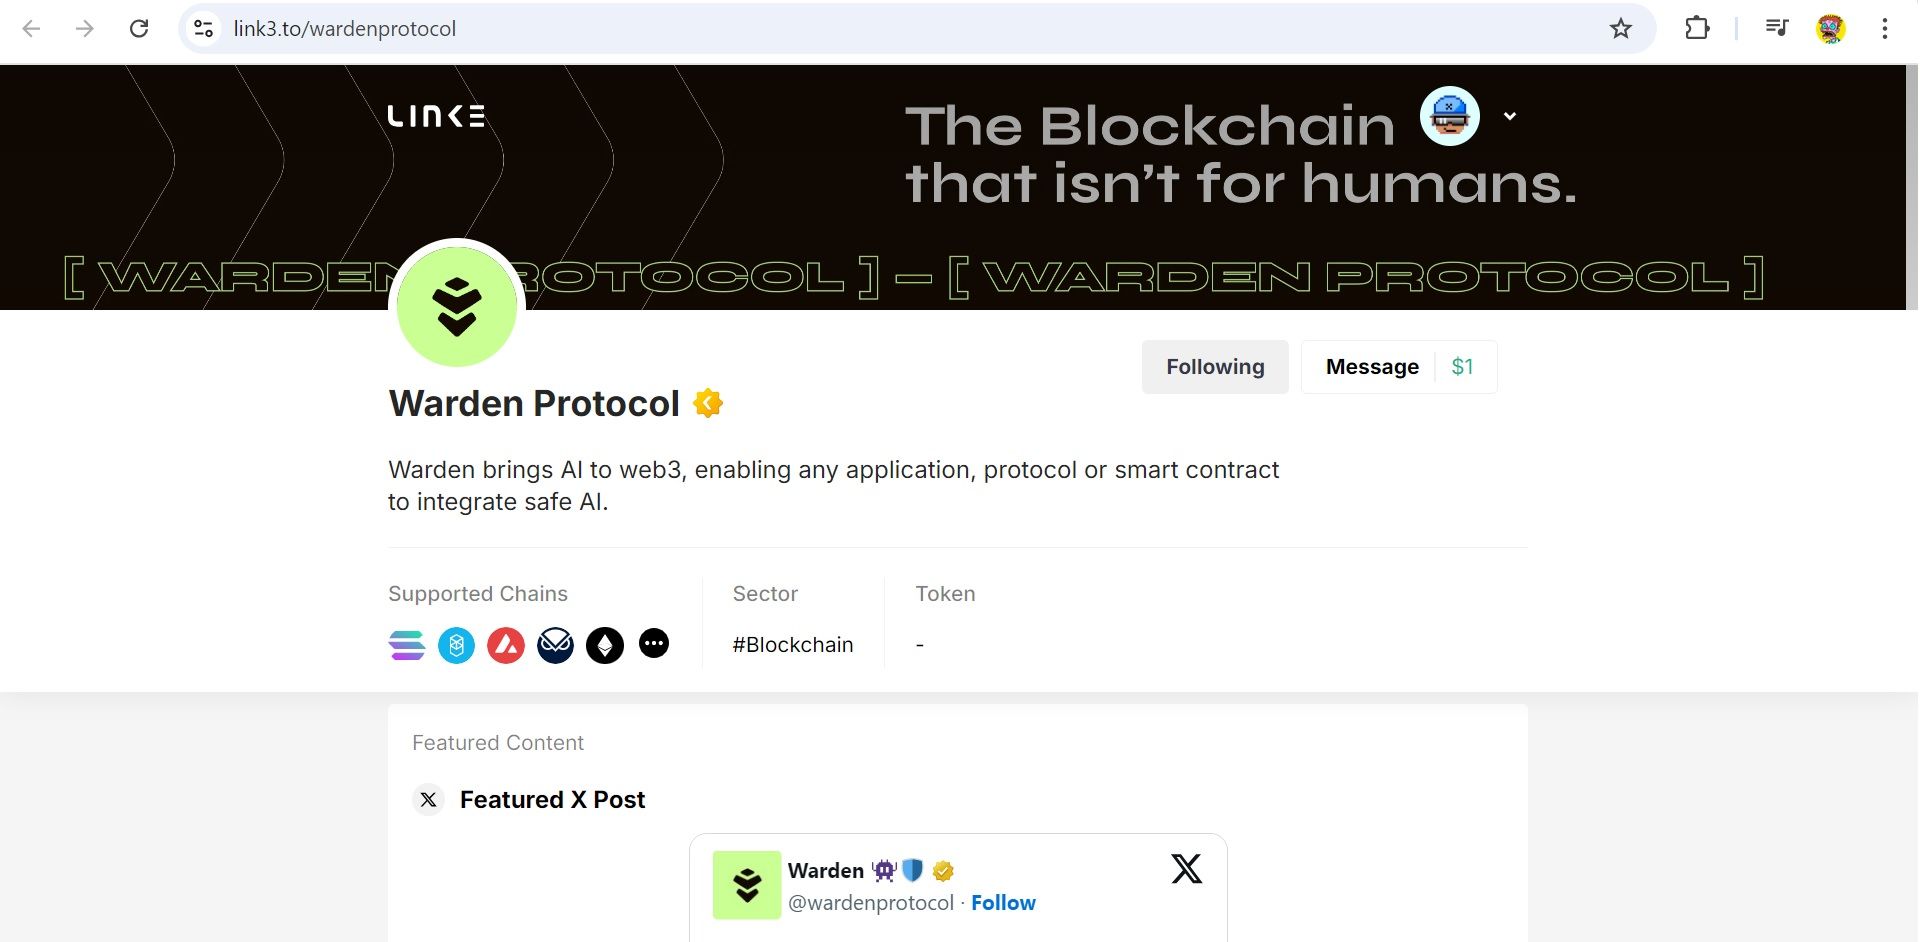 link3.to/wardenprotocol
LINK3
The Blockchain
that isn't for humans.
[ WARDEN PROTOCOL ] – [ WARDEN PROTOCOL ]
Following
Message
$1
Warden Protocol
Warden brings AI to web3, enabling any application, protocol or smart contract
to integrate safe AI.
Supported Chains
Sector
Token
#Blockchain
-
Featured Content
Featured X Post
Warden
@wardenprotocol · Follow